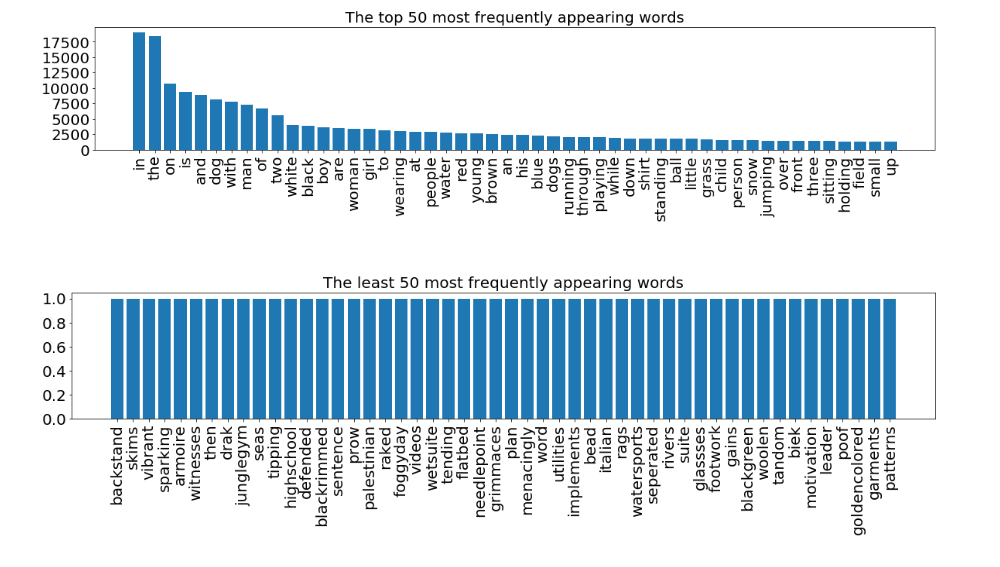 The top 50 most frequently appearing words
17500
15000
12500
10000
7500
5000
2500
0
in
the
on
is
and
dog
with
man
of
two
white
black
boy
are
woman
girl
to
wearing
at
people
water
red
young
brown
an
his
blue
dogs
running
through
playing
while
down
shirt
standing
ball
little
grass
child
person
snow
jumping
over
front
three
sitting
holding
field
small
up
The least 50 most frequently appearing words
1.0
0.8
0.6
0.4
0.2
0.0
backstand
skims
vibrant
sparking
armoire
witnesses
then
drak
junglegym
seas
tipping
highschool
defended
blackrimmed
sentence
prow
palestinian
raked
foggyday
videos
wetsuite
tending
flatbed
needlepoint
grimmaces
plan
menacingly
word
utilities
implements
bead
italian
rags
watersports
seperated
rivers
suite
glassses
footwork
gains
blackgreen
woolen
tandom
biek
motivation
leader
poof
goldencolored
garments
patterns